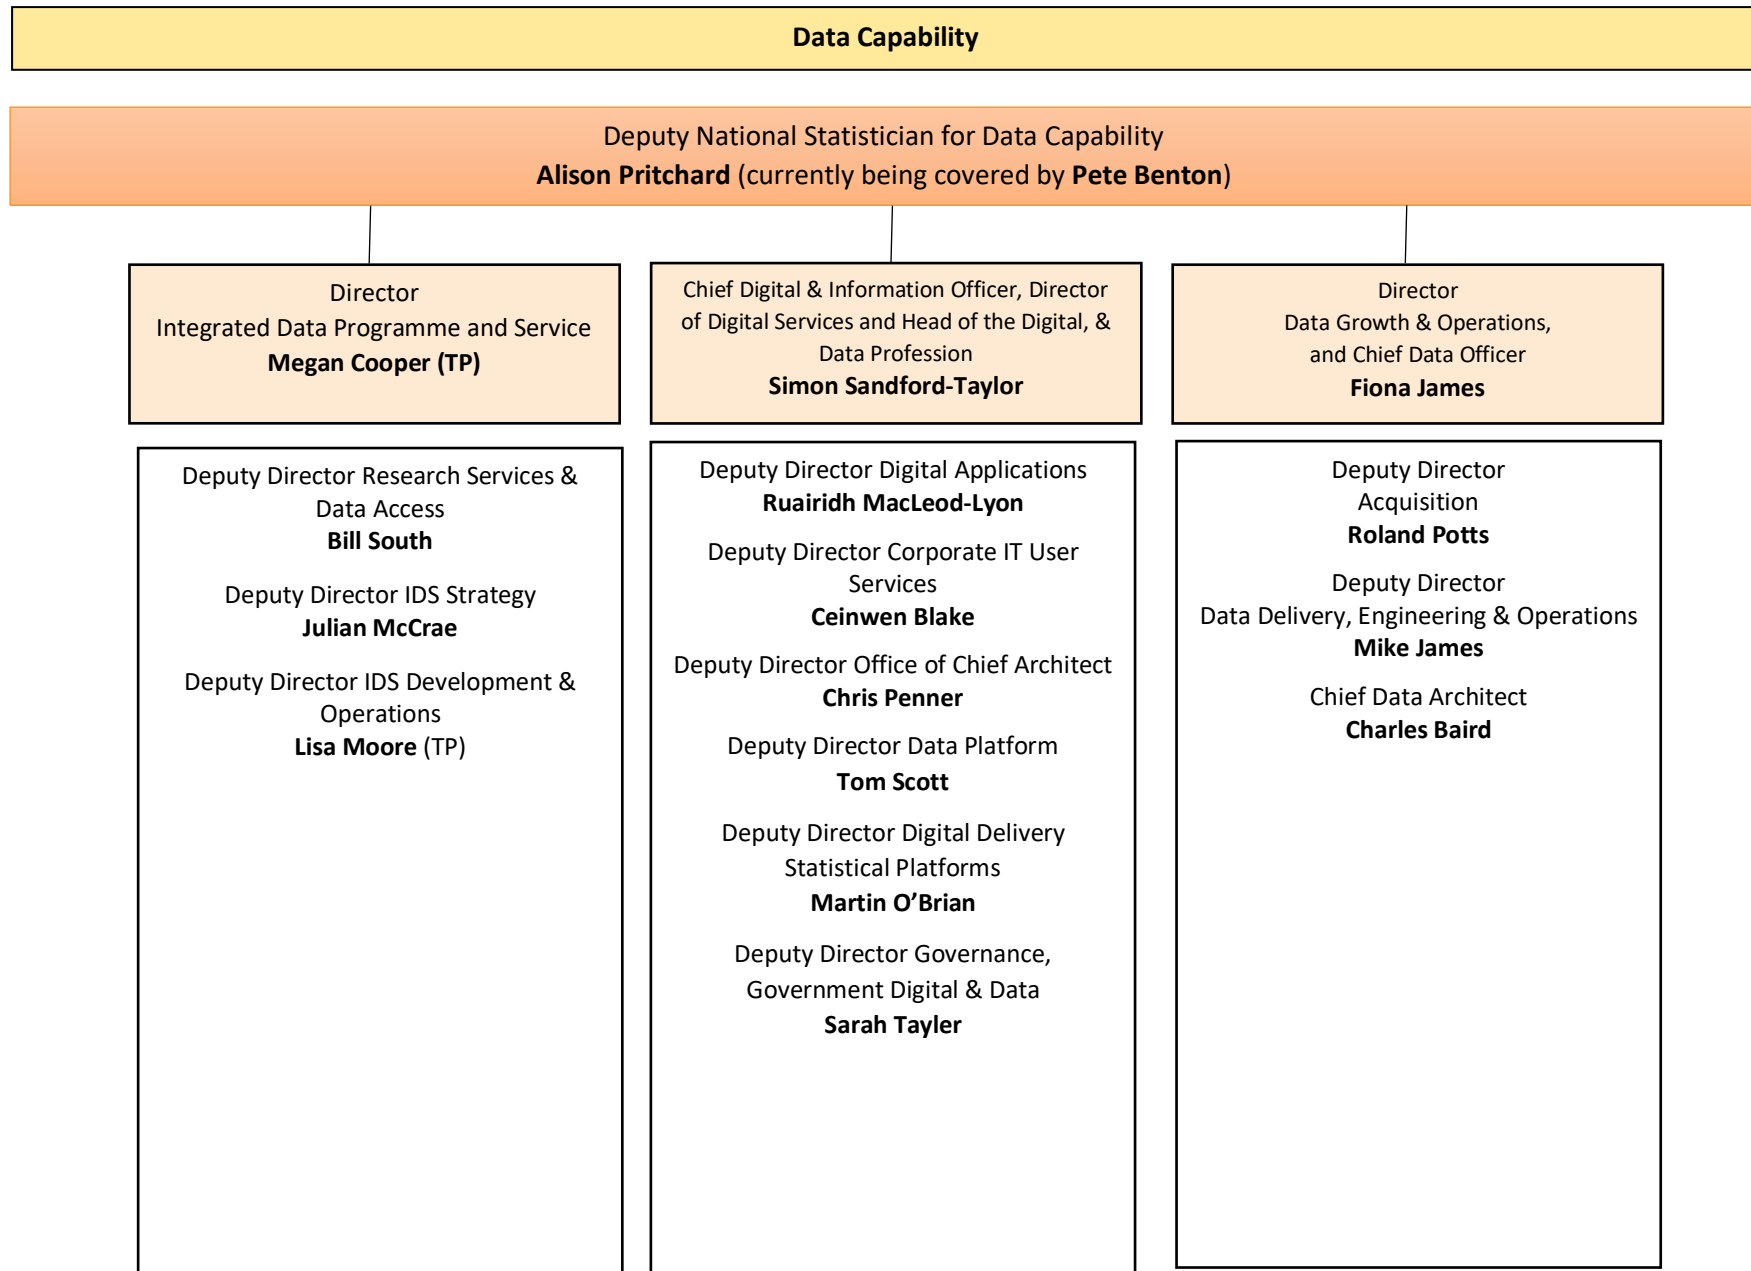 Data Capability
Deputy National Statistician for Data Capability
Alison Pritchard (currently being covered by Pete Benton)
Director
Integrated Data Programme and Service
Megan Cooper (TP)
Chief Digital & Information Officer, Director
of Digital Services and Head of the Digital, &
Data Profession
Simon Sandford-Taylor
Director
Data Growth & Operations,
and Chief Data Officer
Fiona James
Deputy Director Research Services &
Data Access
Bill South
Deputy Director IDS Strategy
Julian McCrae
Deputy Director IDS Development &
Operations
Lisa Moore (TP)
Deputy Director Digital Applications
Ruairidh MacLeod-Lyon
Deputy Director Corporate IT User
Services
Ceinwen Blake
Deputy Director Office of Chief Architect
Chris Penner
Deputy Director Data Platform
Tom Scott
Deputy Director Digital Delivery
Statistical Platforms
Martin O’Brian
Deputy Director Governance,
Government Digital & Data
Sarah Tayler
Deputy Director
Acquisition
Roland Potts
Deputy Director
Data Delivery, Engineering & Operations
Mike James
Chief Data Architect
Charles Baird